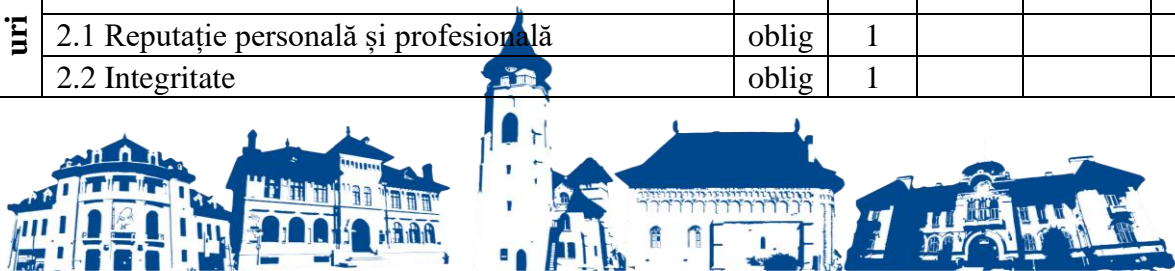 uri
2.1 Reputație personală și profesională oblig 1
2.2 Integritate oblig 1